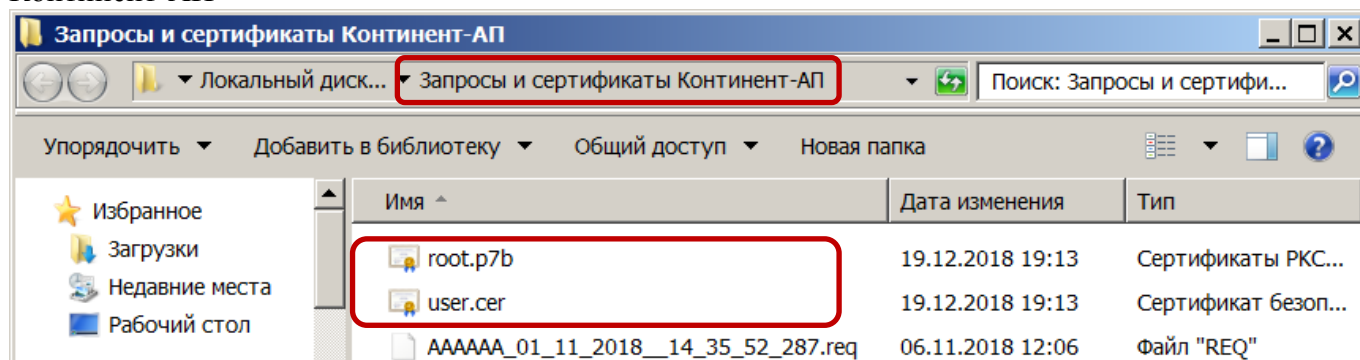 Запросы и сертификаты Континент-АП
Локальный диск... Запросы и сертификаты Континент-АП Поиск: Запросы и сертифи...
Упорядочить Добавить в библиотеку Общий доступ Новая папка
Избранное Имя Дата изменения Тип
Загрузки root.p7b 19.12.2018 19:13 Сертификаты PKC...
Недавние места user.cer 19.12.2018 19:13 Сертификат безоп...
Рабочий стол AAAAAA_01_11_2018__14_35_52_287.req 06.11.2018 12:06 Файл "REQ"